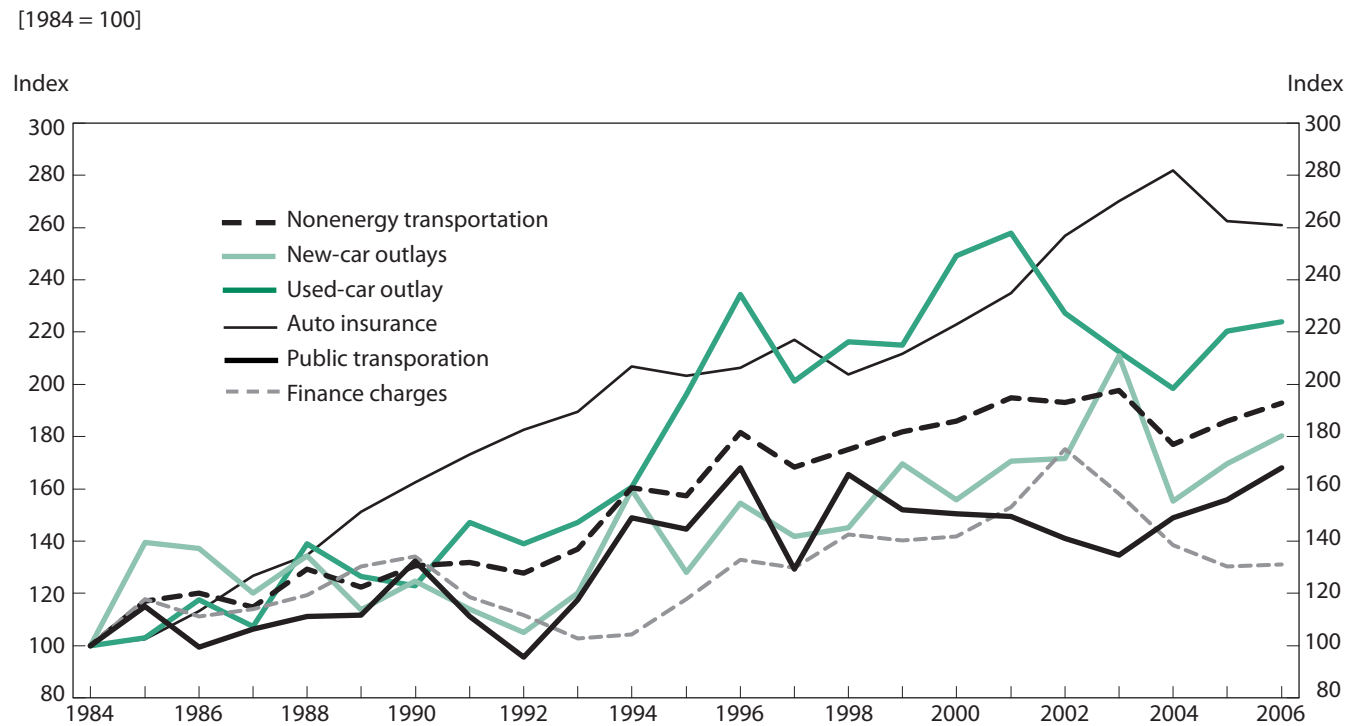 [1984 = 100]
Index
Index
300
300
280
280
260
260
240
240
220
220
200
200
180
180
160
160
140
140
120
120
100
100
80
80
Nonenergy transportation
New-car outlays
Used-car outlay
Auto insurance
Public transporation
Finance charges
1984 1986 1988 1990 1992 1994 1996 1998 2000 2002 2004 2006